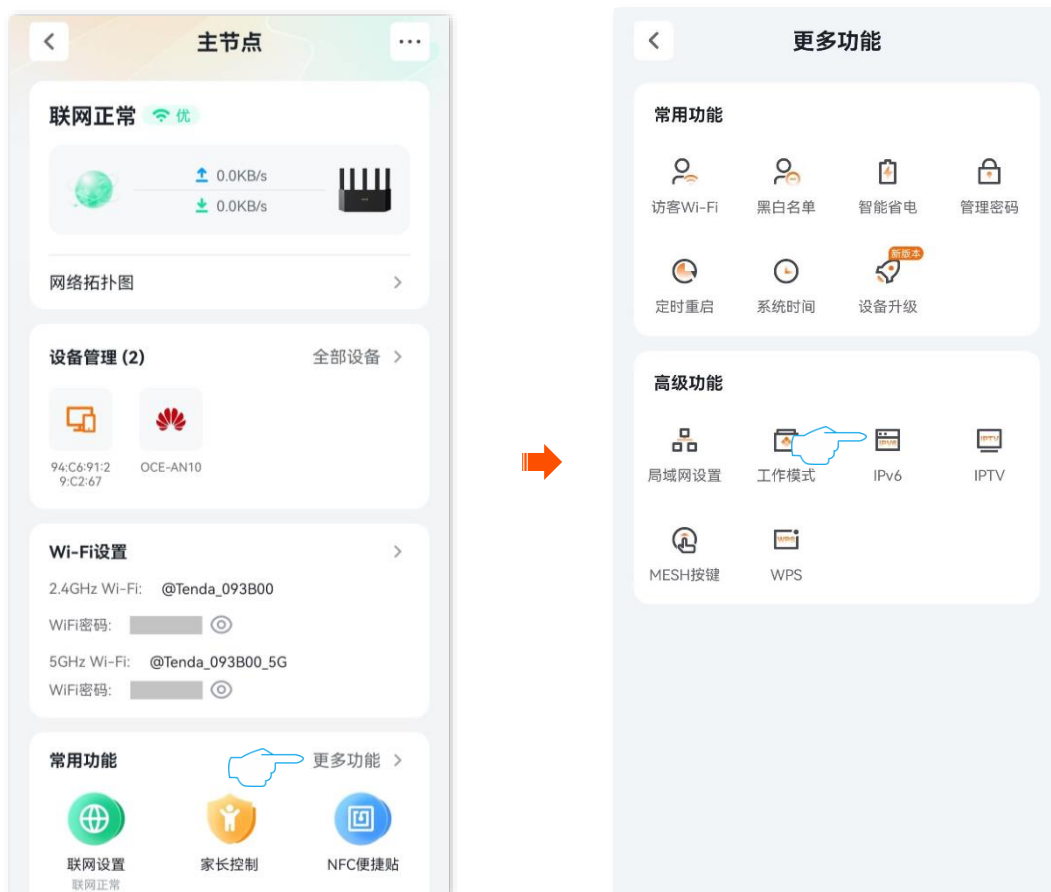 主节点
联网正常 优
0.0KB/s
0.0KB/s
网络拓扑图
设备管理 (2)
全部设备
94:C6:91:2
9:C2:67
OCE-AN10
Wi-Fi设置
2.4GHz Wi-Fi: @Tenda_093B00
WiFi密码:
5GHz Wi-Fi: @Tenda_093B00_5G
WiFi密码:
常用功能
更多功能
联网设置
联网正常
家长控制
NFC便捷贴
更多功能
常用功能
访客Wi-Fi
黑白名单
智能省电
管理密码
新版本
定时重启
系统时间
设备升级
高级功能
IPV6
IPTV
局域网设置
工作模式
IPv6
IPTV
WPS
MESH按键
WPS